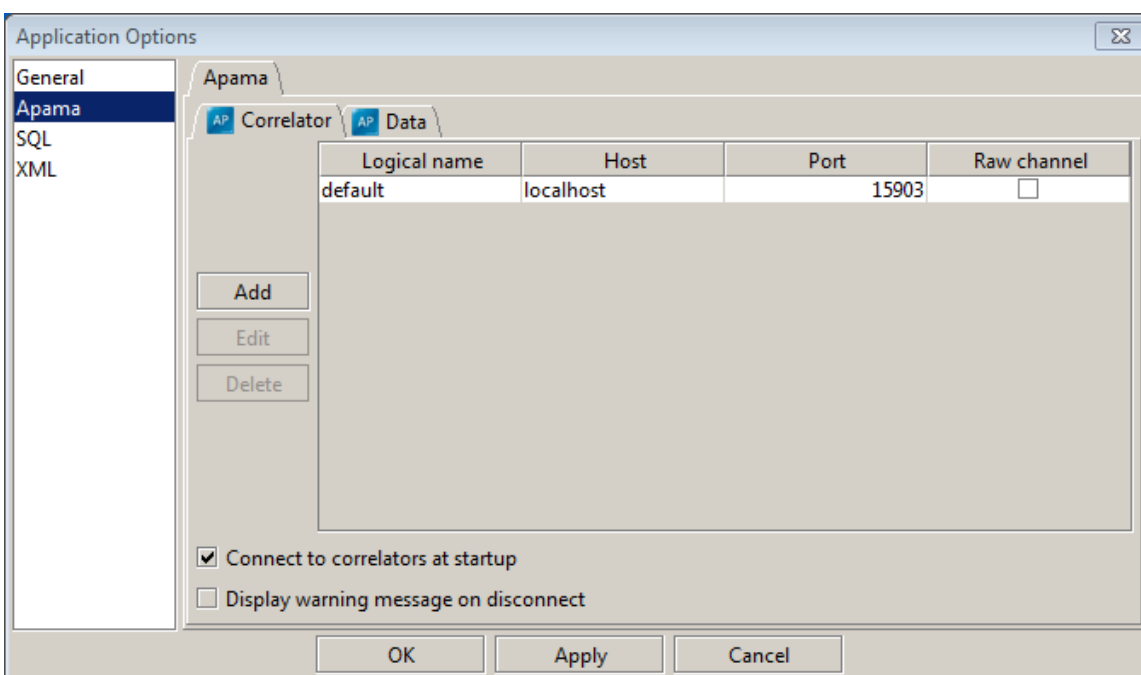 Application Options
General
Apama
SQL
XML
Apama
AP Correlator AP Data
Logical name Host Port Raw channel
default localhost 15903
Add
Edit
Delete
Connect to correlators at startup
Display warning message on disconnect
OK Apply Cancel